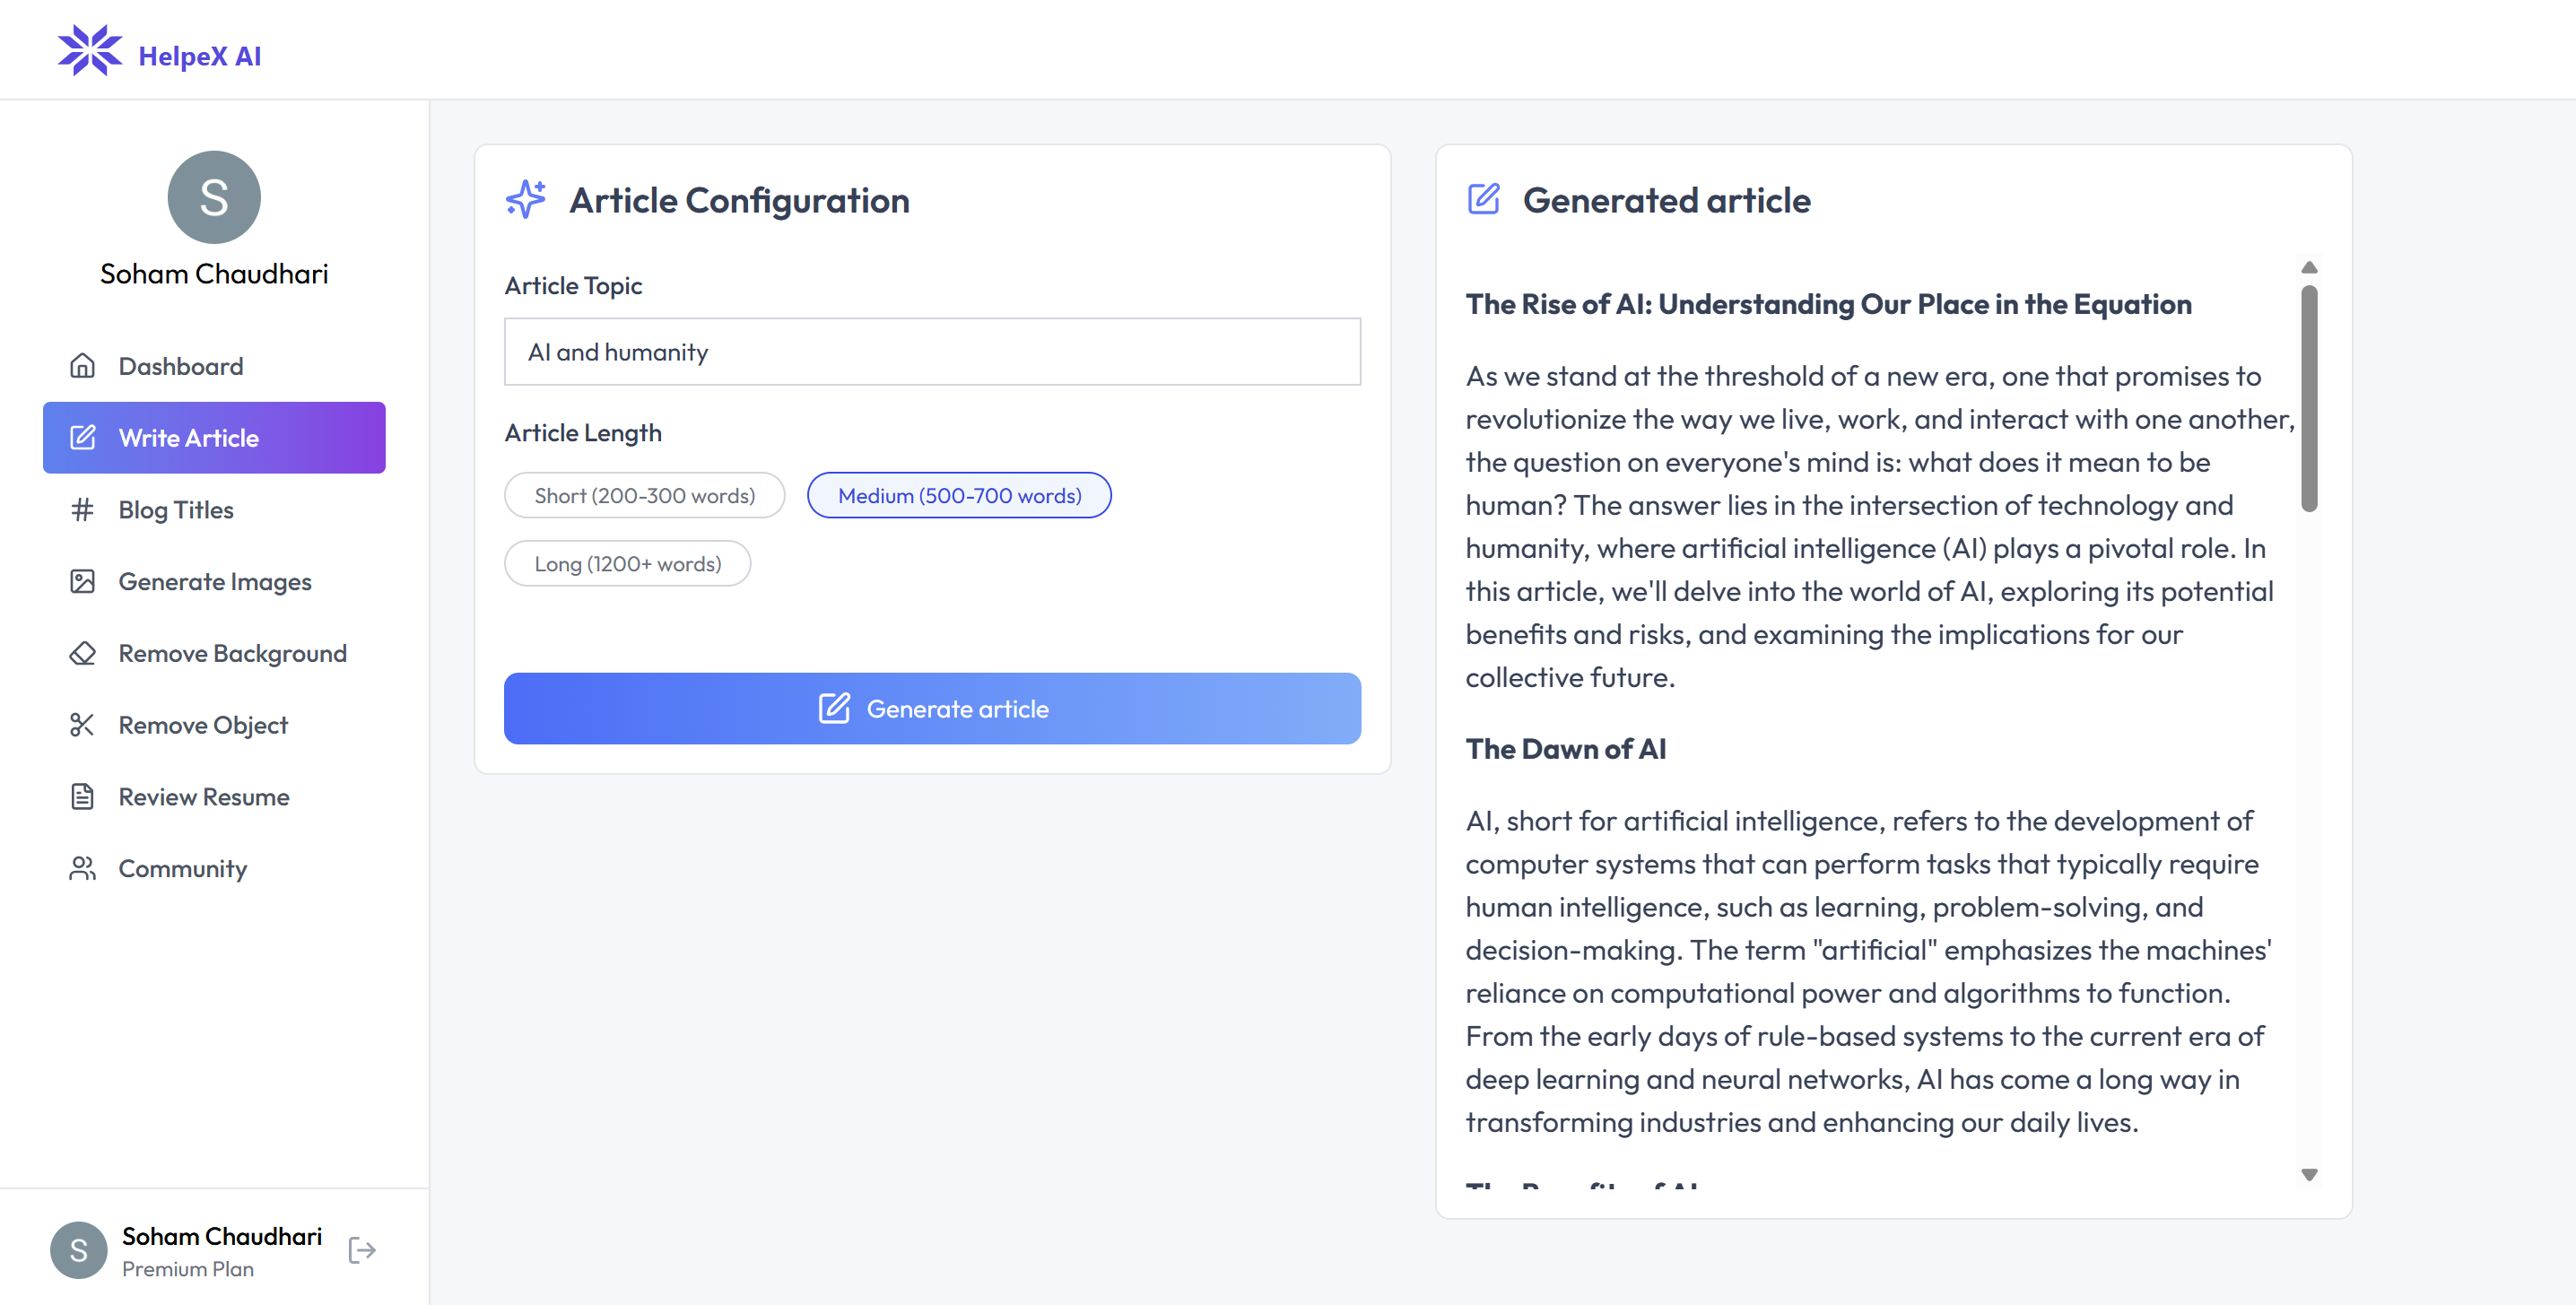 HelpeX AI
S
Soham Chaudhari
Dashboard
Write Article
Blog Titles
Generate Images
Remove Background
Remove Object
Review Resume
Community
S
Soham Chaudhari
Premium Plan
Article Configuration
Article Topic
AI and humanity
Article Length
Short (200-300 words)
Medium (500-700 words)
Long (1200+ words)
Generate article
Generated article
The Rise of AI: Understanding Our Place in the Equation
As we stand at the threshold of a new era, one that promises to
revolutionize the way we live, work, and interact with one another,
the question on everyone's mind is: what does it mean to be
human? The answer lies in the intersection of technology and
humanity, where artificial intelligence (AI) plays a pivotal role. In
this article, we'll delve into the world of AI, exploring its potential
benefits and risks, and examining the implications for our
collective future.
The Dawn of AI
AI, short for artificial intelligence, refers to the development of
computer systems that can perform tasks that typically require
human intelligence, such as learning, problem-solving, and
decision-making. The term "artificial" emphasizes the machines'
reliance on computational power and algorithms to function.
From the early days of rule-based systems to the current era of
deep learning and neural networks, AI has come a long way in
transforming industries and enhancing our daily lives.
The Benefits of AI